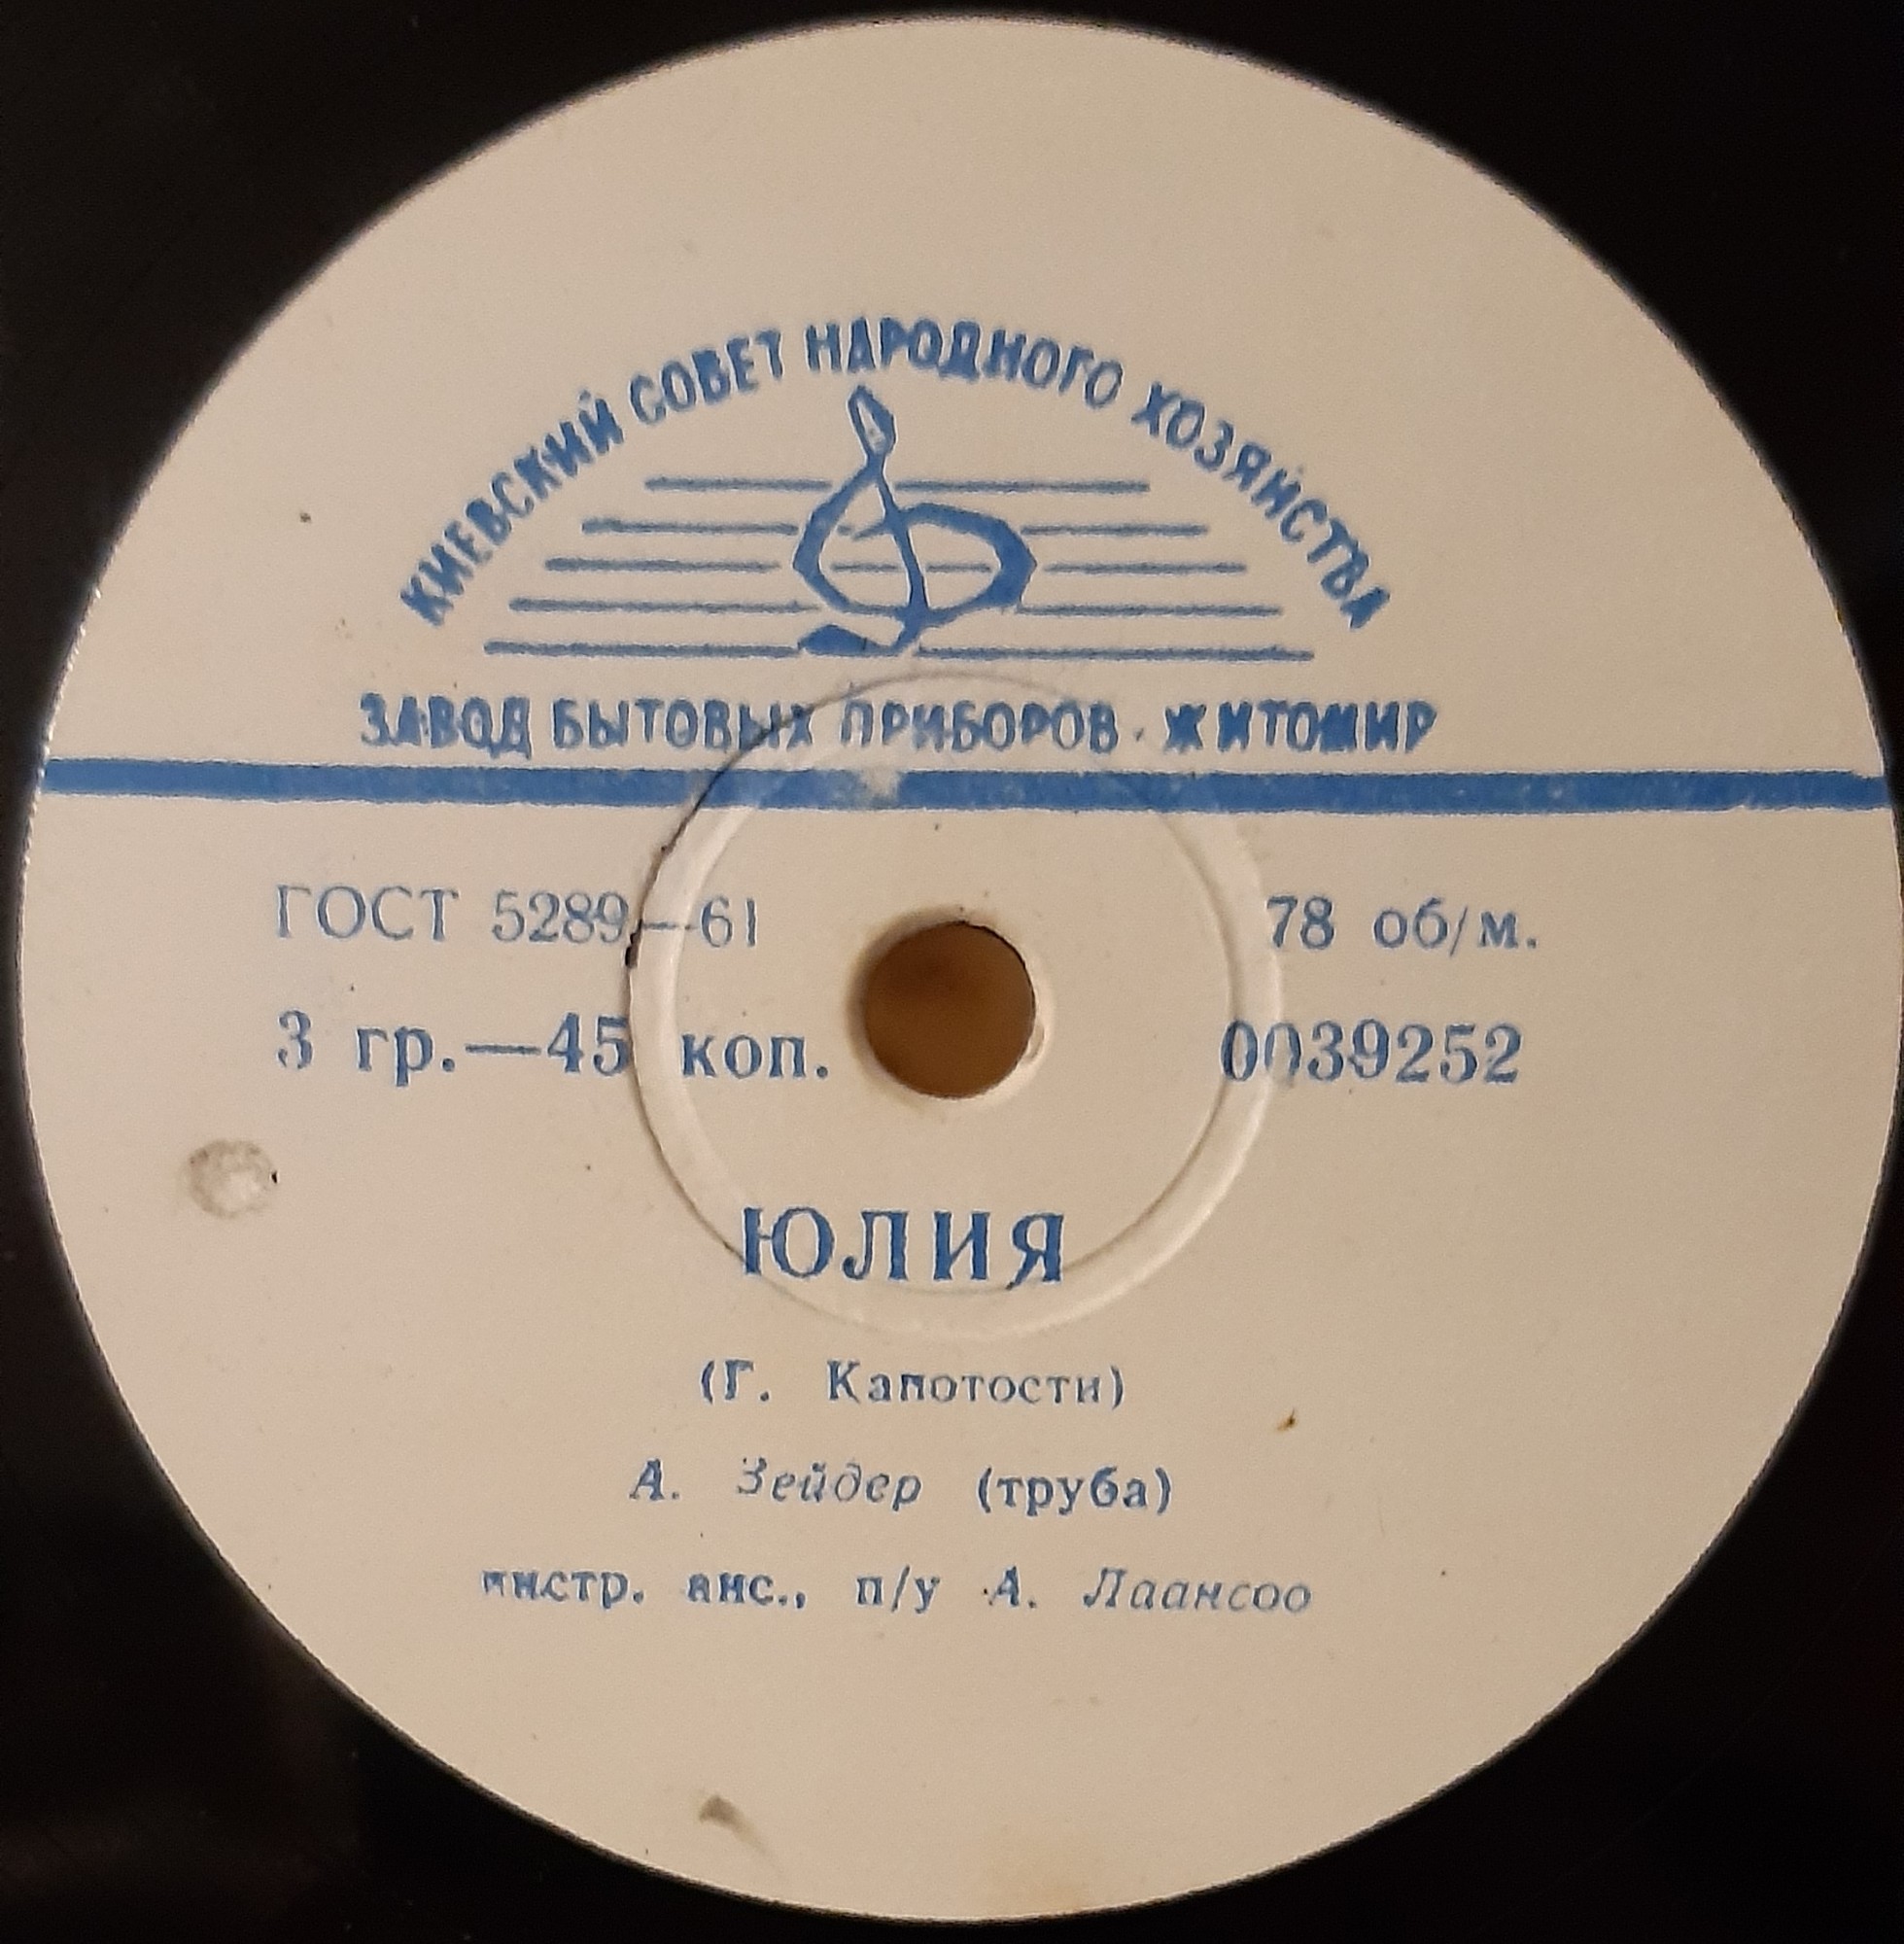 КИЕВСКИЙ СОВЕТ НАРОДНОГО ХОЗЯЙСТВА
ЗАВОД БЫТОВЫХ ПРИБОРОВ · ЖИТОМИР
ГОСТ 5289—61 78 об/м.
3 гр.—45 коп. 0039252
ЮЛИЯ
(Г. Капотости)
А. Зейдер (труба)
инстр. анс., п/у А. Лаансоо